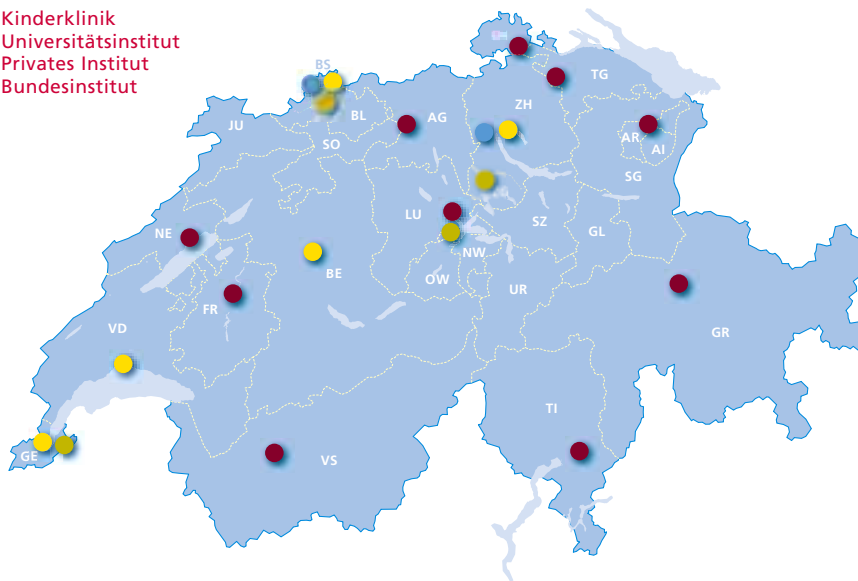 Kinderklinik
Universitätsinstitut
Privates Institut
Bundesinstitut
BS
TG
ZH
BL
AG
JU
SO
AR
AI
SG
LU
SZ
NE
GL
NW
BE
OW
UR
FR
VD
GR
TI
GE
VS